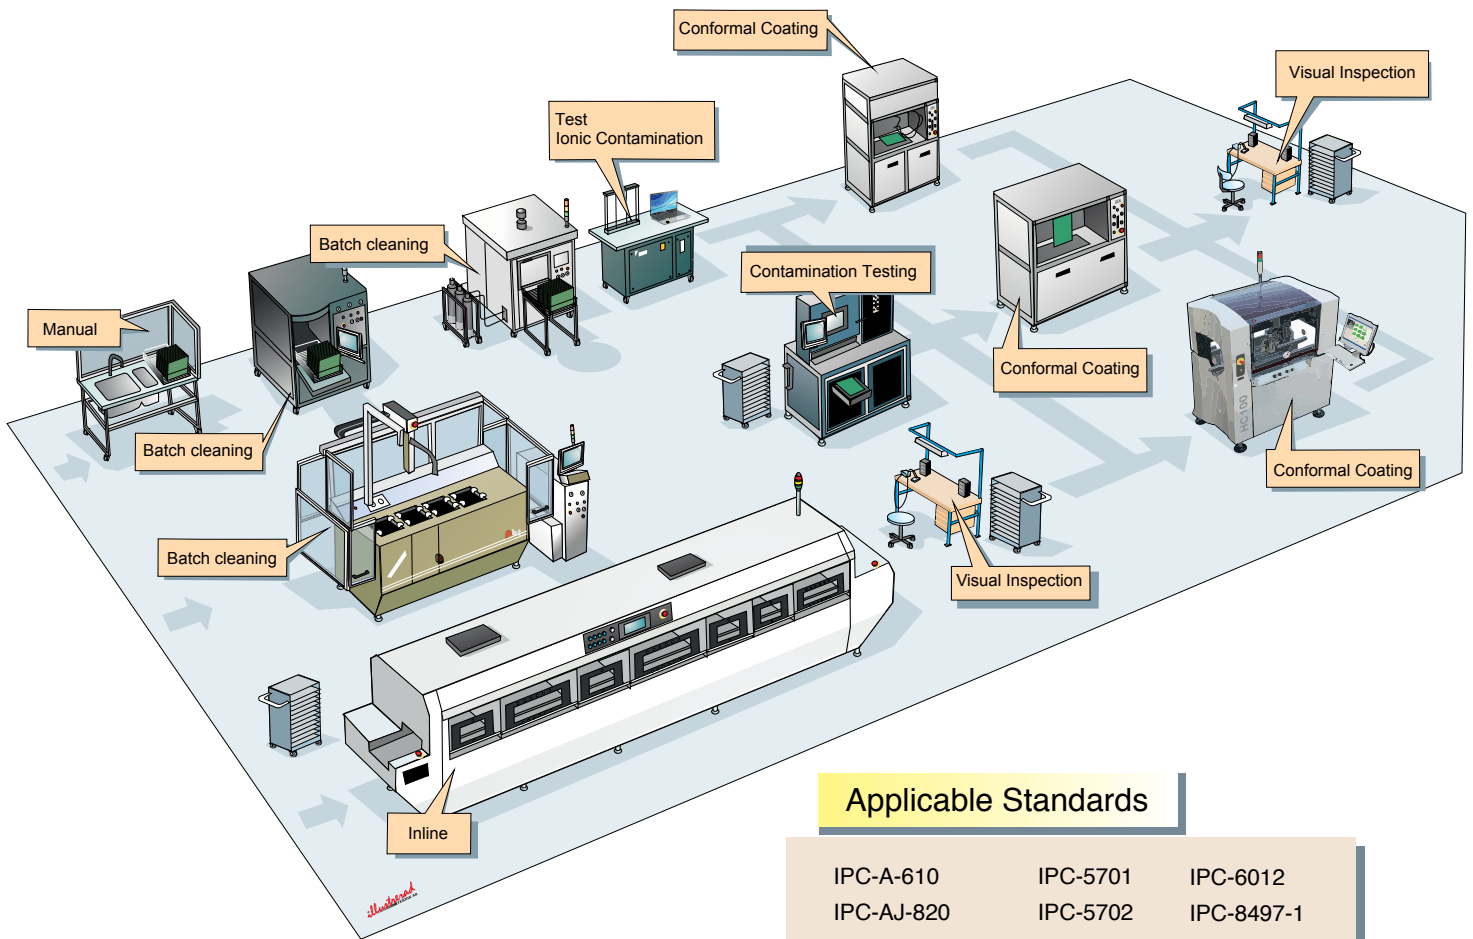 Conformal Coating
Visual Inspection
Test
Ionic Contamination
Batch cleaning
Contamination Testing
Manual
Conformal Coating
Batch cleaning
HC100
Conformal Coating
Batch cleaning
Visual Inspection
Inline
Applicable Standards
IPC-A-610
IPC-5701
IPC-6012
IPC-AJ-820
IPC-5702
IPC-8497-1
illustrerad